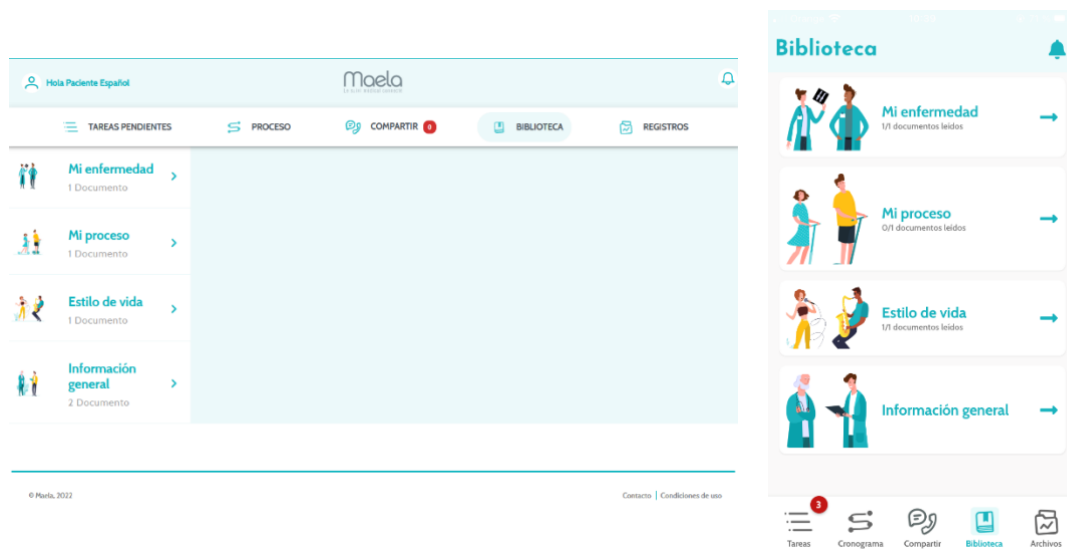 Hola Paciente Español
Maela
TAREAS PENDIENTES
PROCESO
COMPARTIR 0
BIBLIOTECA
REGISTROS
Mi enfermedad
1 Documento
Mi proceso
1 Documento
Estilo de vida
1 Documento
Información
general
2 Documento
© Maela, 2022
Contacto | Condiciones de uso
Biblioteca
Mi enfermedad
1/1 documentos leídos
Mi proceso
0/1 documentos leídos
Estilo de vida
1/1 documentos leídos
Información general
3
Tareas
Cronograma
Compartir
Biblioteca
Archivos